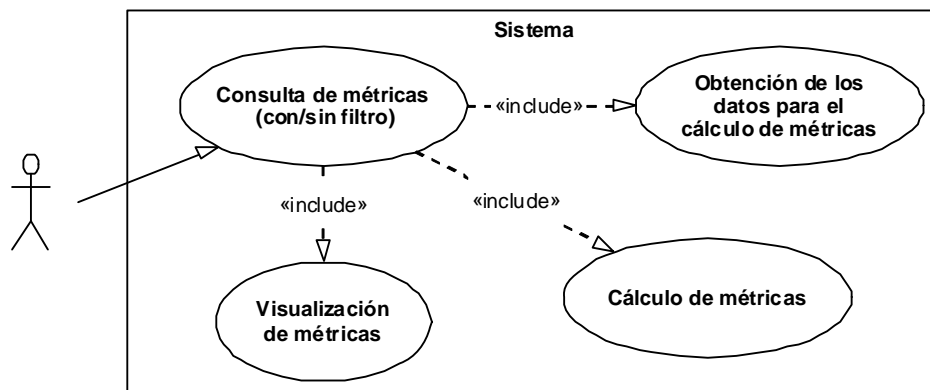 Sistema
Consulta de métricas
(con/sin filtro)
«include»
Obtención de los
datos para el
cálculo de métricas
«include»
«include»
Visualización
de métricas
Cálculo de métricas